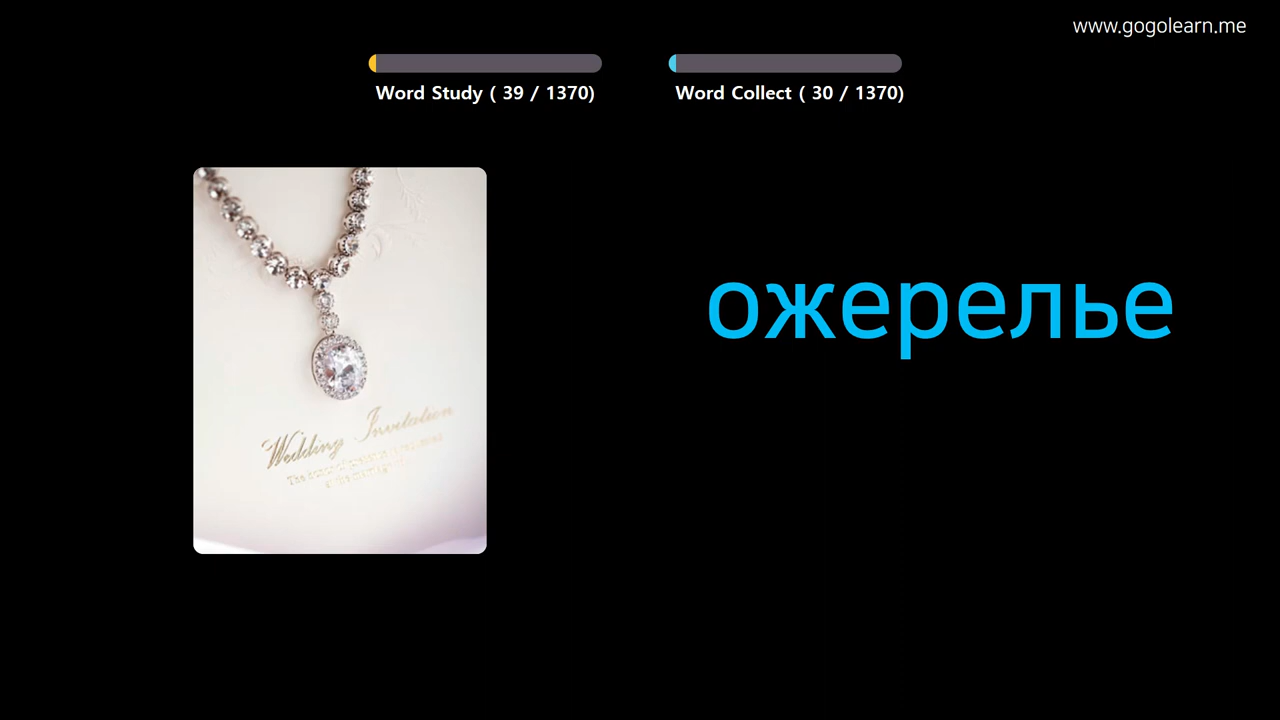 www.gogolearn.me
Word Study ( 39 / 1370)
Word Collect ( 30 / 1370)
ожерелье
Wedding Invitation